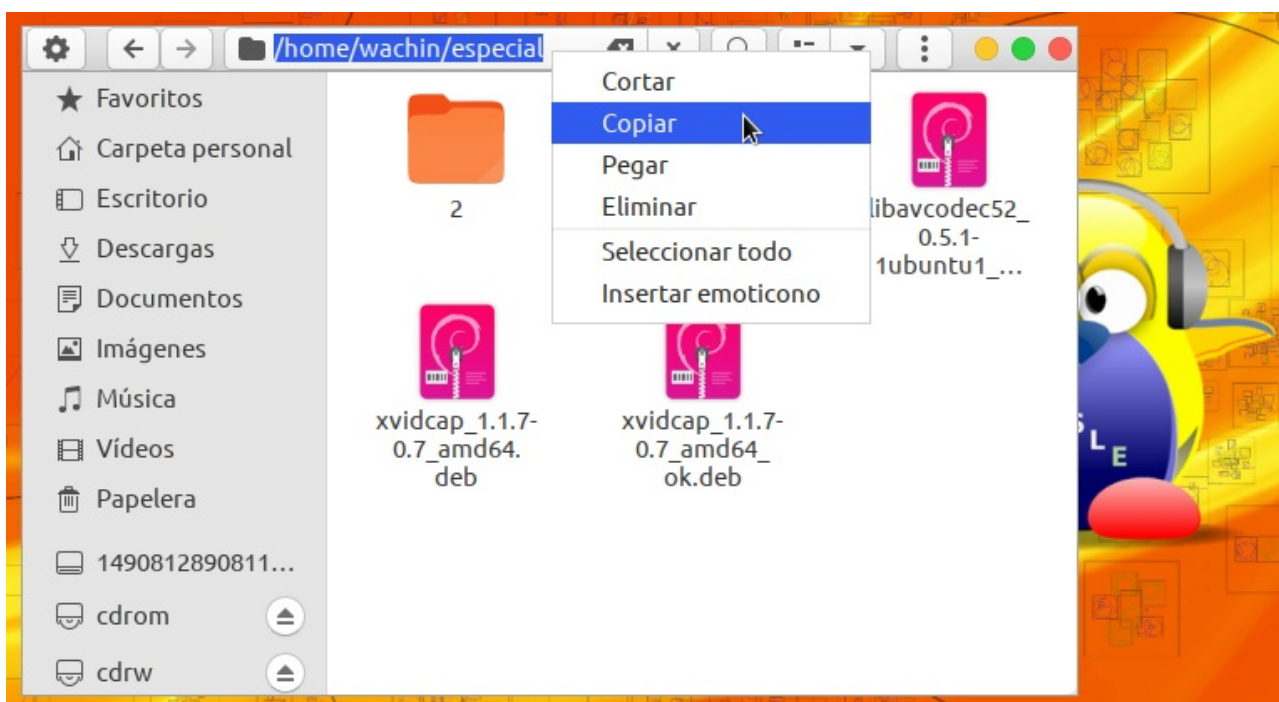 /home/wachin/especial
Favoritos
Carpeta personal
Escritorio
Descargas
Documentos
Imágenes
Música
Vídeos
Papelera
1490812890811...
cdrom
cdrw
Cortar
Copiar
Pegar
Eliminar
Seleccionar todo
Insertar emoticono
2
libavcodec52_
0.5.1-
1ubuntu1_...
xvidcap_1.1.7-
0.7_amd64.
deb
xvidcap_1.1.7-
0.7_amd64_
ok.deb